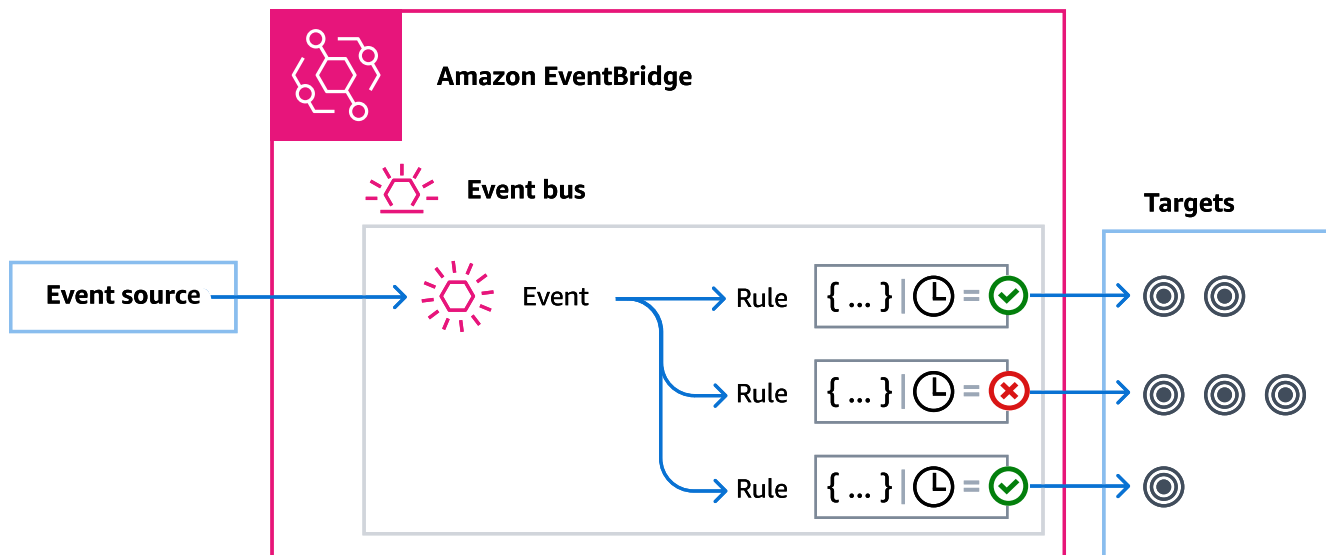 Amazon EventBridge
Event bus
Targets
Event source
Event
Rule
{ ... } | =
Rule
{ ... } | =
Rule
{ ... } | =